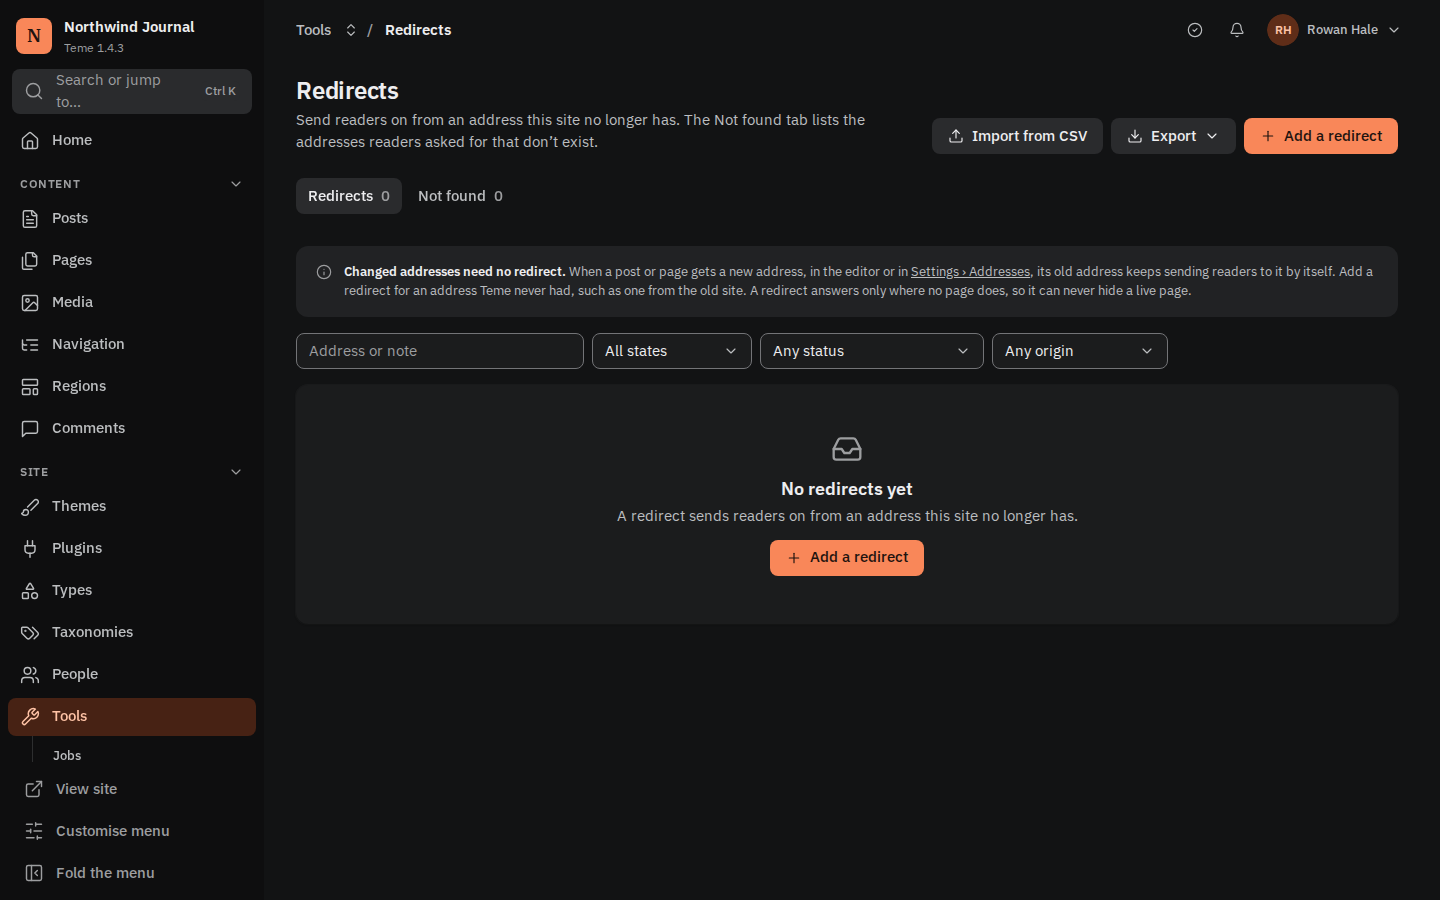 N
Northwind Journal
Teme 1.4.3
Search or jump
to...
Ctrl K
Home
CONTENT
Posts
Pages
Media
Navigation
Regions
Comments
SITE
Themes
Plugins
Types
Taxonomies
People
Tools
Jobs
View site
Customise menu
Fold the menu
Tools / Redirects
RH
Rowan Hale
Redirects
Send readers on from an address this site no longer has. The Not found tab lists the
addresses readers asked for that don’t exist.
Import from CSV
Export
Add a redirect
Redirects 0
Not found 0
Changed addresses need no redirect. When a post or page gets a new address, in the editor or in Settings › Addresses, its old address keeps sending readers to it by itself. Add a
redirect for an address Teme never had, such as one from the old site. A redirect answers only where no page does, so it can never hide a live page.
Address or note
All states
Any status
Any origin
No redirects yet
A redirect sends readers on from an address this site no longer has.
Add a redirect